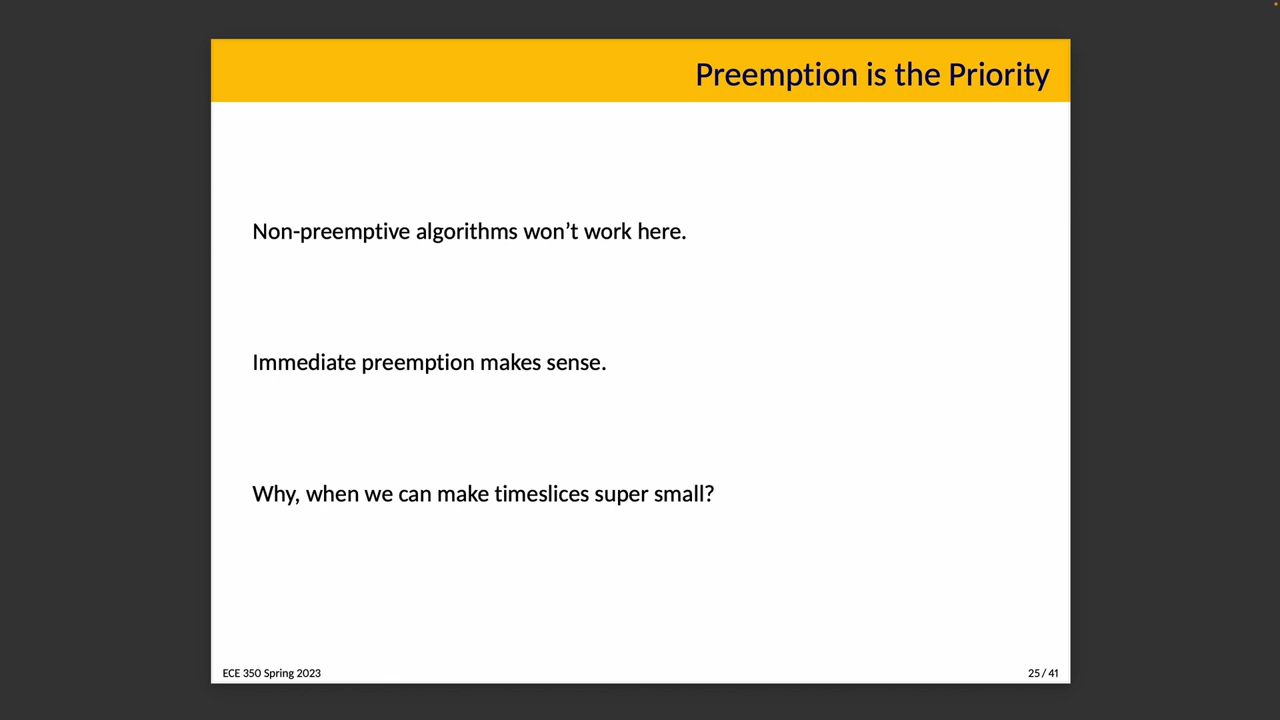 Preemption is the Priority
Non-preemptive algorithms won’t work here.
Immediate preemption makes sense.
Why, when we can make timeslices super small?
ECE 350 Spring 2023
25 / 41